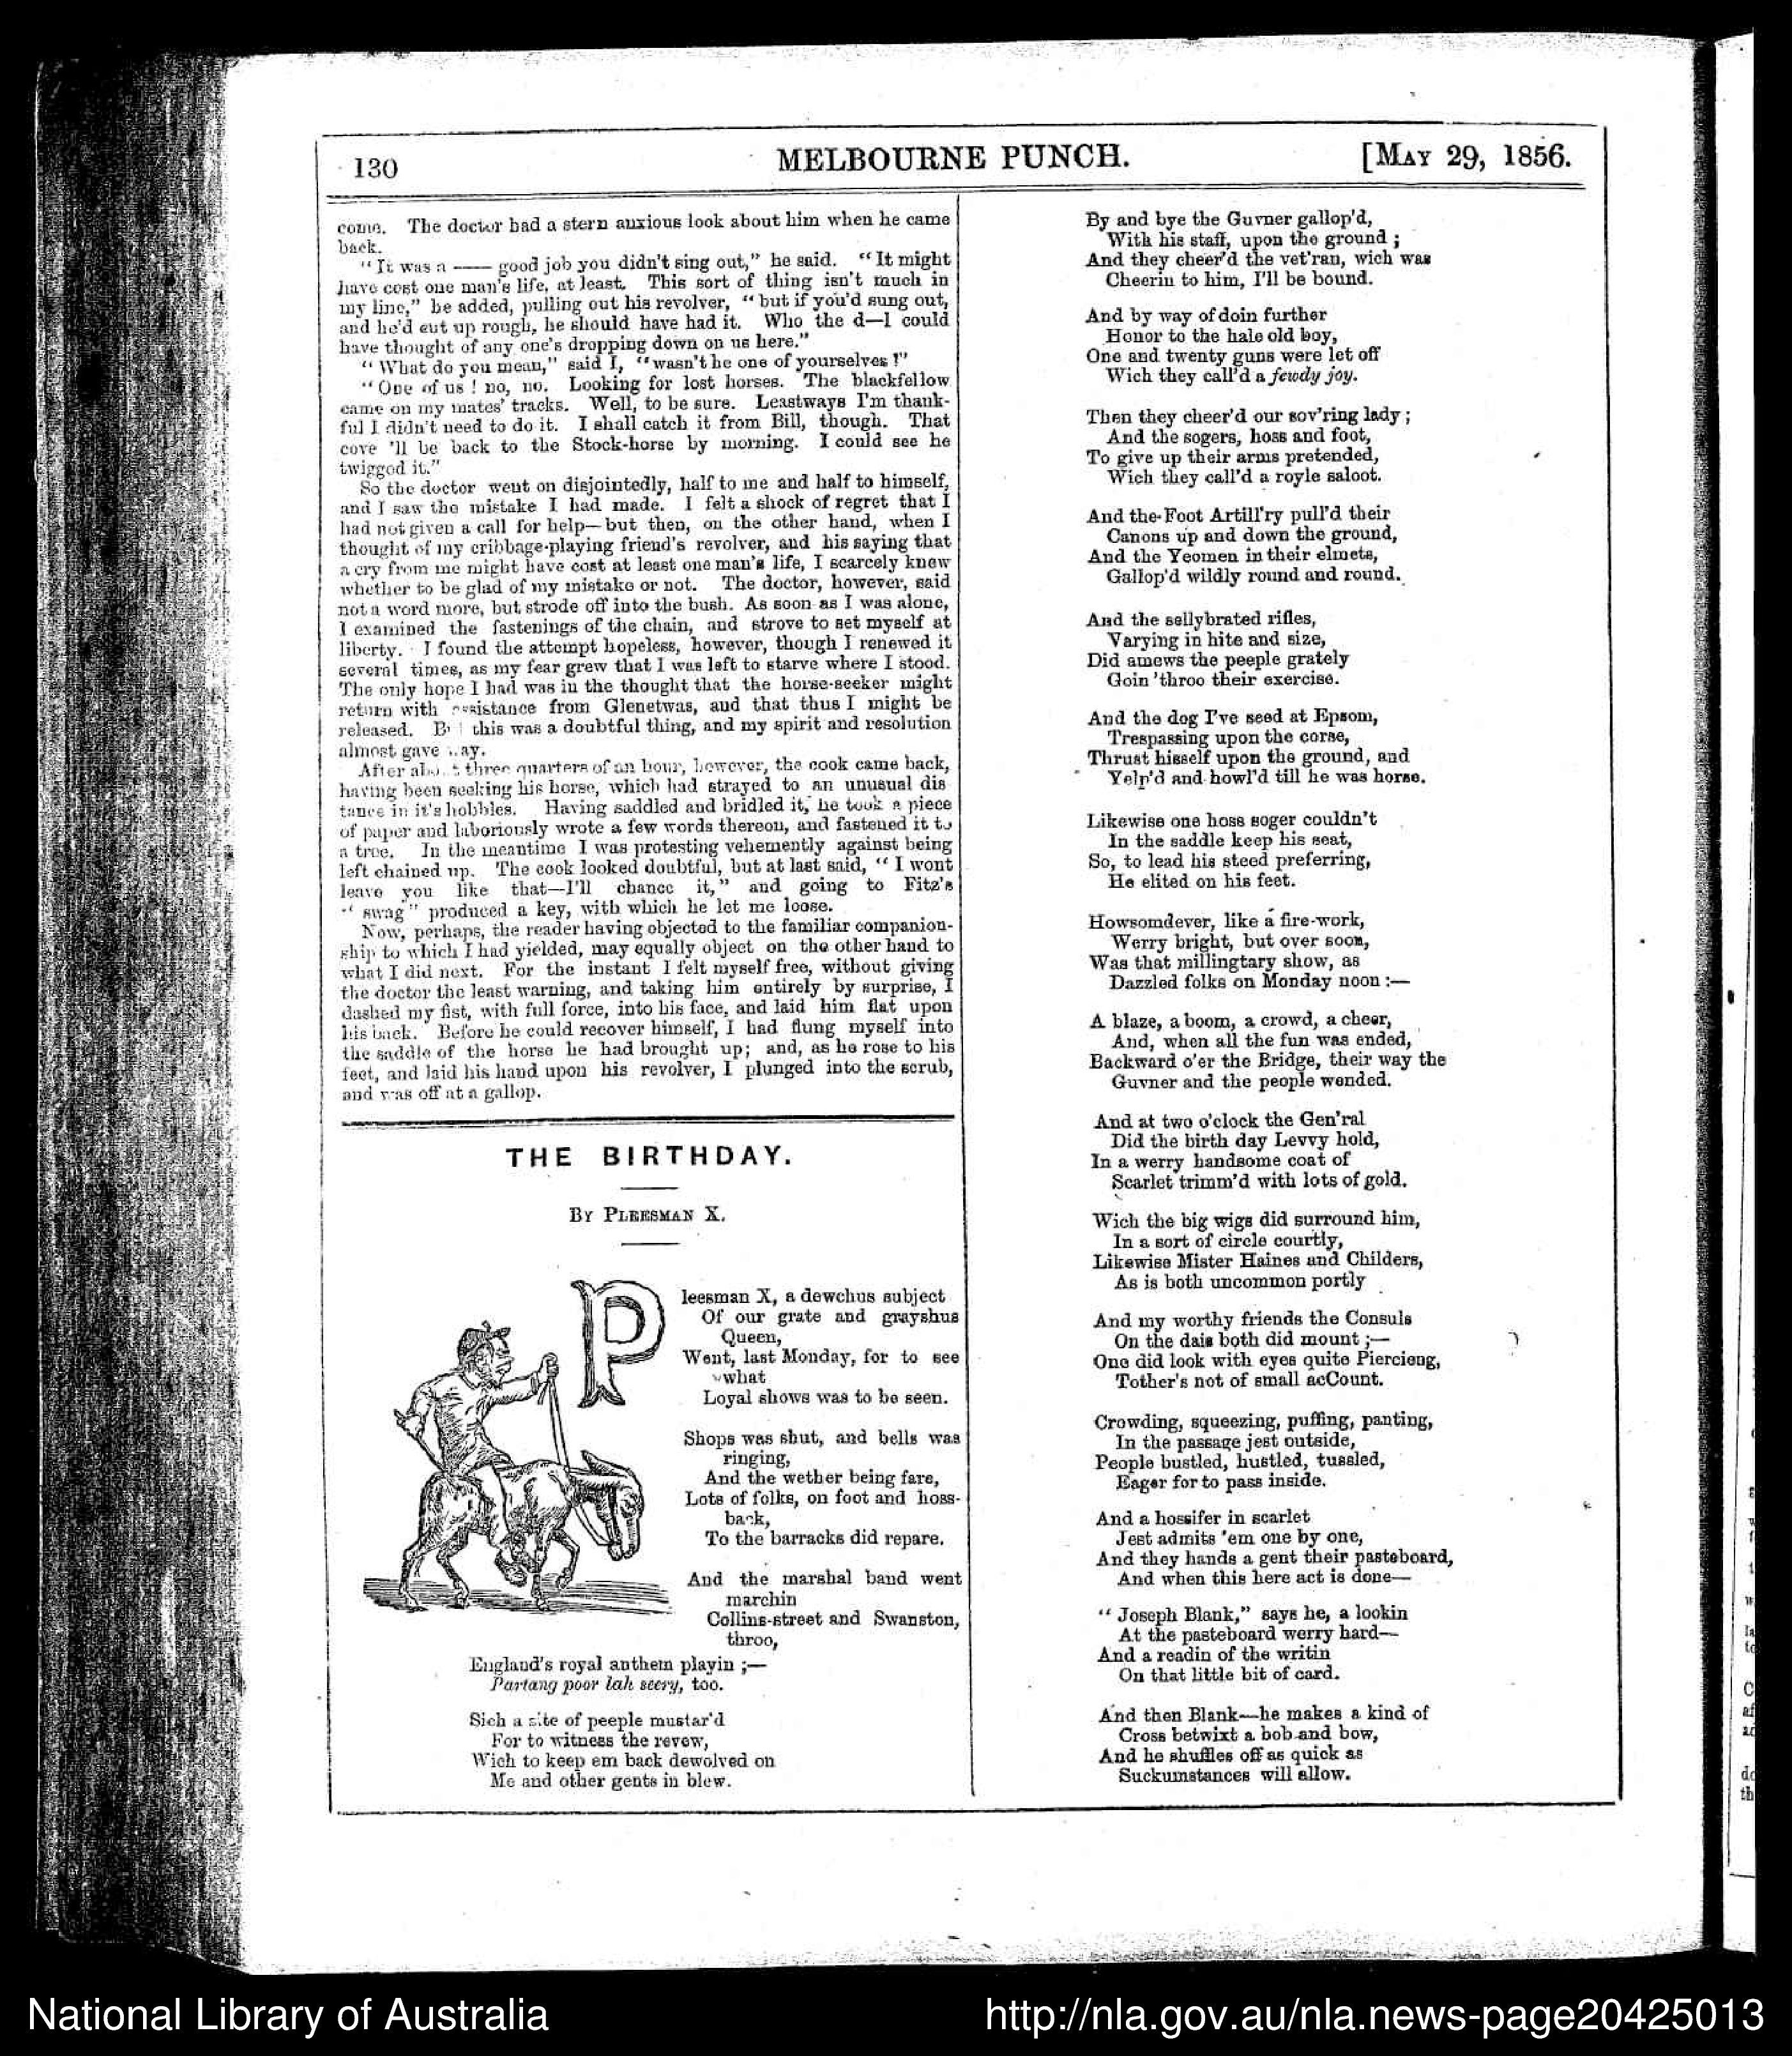 130
MELBOURNE PUNCH.
[MAY 29, 1856.
come. The doctor had a stern anxious look about him when he came
back.
"It was a —— good job you didn't sing out," he said. "It might
have cost one man's life, at least. This sort of thing isn't much in
my line," he added, pulling out his revolver, "but if you'd sung out,
and he'd cut up rough, he should have had it. Who the d—l could
have thought of any one's dropping down on us here."
"What do you mean," said I, "wasn't he one of yourselves?"
"One of us! no, no. Looking for lost horses. The blackfellow
came on my mates' tracks. Well, to be sure. Leastways I'm thank-
ful I didn't need to do it. I shall catch it from Bill, though. That
cove 'll be back to the Stock-horse by morning. I could see he
twigged it."
So the doctor went on disjointedly, half to me and half to himself,
and I saw the mistake I had made. I felt a shock of regret that I
had not given a call for help—but then, on the other hand, when I
thought of my cribbage-playing friend's revolver, and his saying that
a cry from me might have cost at least one man's life, I scarcely knew
whether to be glad of my mistake or not. The doctor, however, said
not a word more, but strode off into the bush. As soon as I was alone,
I examined the fastenings of the chain, and strove to set myself at
liberty. I found the attempt hopeless, however, though I renewed it
several times, as my fear grew that I was left to starve where I stood.
The only hope I had was in the thought that the horse-seeker might
return with assistance from Glenetwas, and that thus I might be
released. But this was a doubtful thing, and my spirit and resolution
almost gave way.
After about three quarters of an hour, however, the cook came back,
having been seeking his horse, which had strayed to an unusual dis
tance in it's hobbles. Having saddled and bridled it, he took a piece
of paper and laboriously wrote a few words thereon, and fastened it to
a tree. In the meantime I was protesting vehemently against being
left chained up. The cook looked doubtful, but at last said, "I wont
leave you like that—I'll chance it," and going to Fitz's
"swag" produced a key, with which he let me loose.
Now, perhaps, the reader having objected to the familiar companion-
ship to which I had yielded, may equally object on the other hand to
what I did next. For the instant I felt myself free, without giving
the doctor the least warning, and taking him entirely by surprise, I
dashed my fist, with full force, into his face, and laid him flat upon
his back. Before he could recover himself, I had flung myself into
the saddle of the horse he had brought up; and, as he rose to his
feet, and laid his hand upon his revolver, I plunged into the scrub,
and was off at a gallop.
THE BIRTHDAY.
BY PLEESMAN X.
Pleesman X, a dewchus subject
Of our grate and grayshus
Queen,
Went, last Monday, for to see
what
Loyal shows was to be seen.
Shops was shut, and bells was
ringing,
And the wether being fare,
Lots of folks, on foot and hoss-
back,
To the barracks did repare.
And the marshal band went
marchin
Collins-street and Swanston,
throo,
England's royal anthem playin ;—
Partang poor lah seery, too.
Sich a site of peeple mustar'd
For to witness the revew,
Wich to keep em back dewolved on
Me and other gents in blew.
By and bye the Guvner gallop'd,
With his staff, upon the ground ;
And they cheer'd the vet'ran, wich was
Cheerin to him, I'll be bound.
And by way of doin further
Honor to the hale old boy,
One and twenty guns were let off
Wich they call'd a fewdy joy.
Then they cheer'd our sov'ring lady ;
And the sogers, hoss and foot,
To give up their arms pretended,
Wich they call'd a royle saloot.
And the Foot Artill'ry pull'd their
Canons up and down the ground,
And the Yeomen in their elmets,
Gallop'd wildly round and round.
And the sellybrated rifles,
Varying in hite and size,
Did amews the peeple grately
Goin 'throo their exercise.
And the dog I've seed at Epsom,
Trespassing upon the corse,
Thrust hisself upon the ground, and
Yelp'd and howl'd till he was horse.
Likewise one hoss soger couldn't
In the saddle keep his seat,
So, to lead his steed preferring,
He elited on his feet.
Howsomdever, like a fire-work,
Werry bright, but over soon,
Was that millingtary show, as
Dazzled folks on Monday noon :—
A blaze, a boom, a crowd, a cheer,
And, when all the fun was ended,
Backward o'er the Bridge, their way the
Guvner and the people wended.
And at two o'clock the Gen'ral
Did the birth day Levvy hold,
In a werry handsome coat of
Scarlet trimm'd with lots of gold.
Wich the big wigs did surround him,
In a sort of circle courtly,
Likewise Mister Haines and Childers,
As is both uncommon portly
And my worthy friends the Consuls
On the dais both did mount ;—
One did look with eyes quite Piercieng,
Tother's not of small acCount.
Crowding, squeezing, puffing, panting,
In the passage jest outside,
People bustled, hustled, tussled,
Eager for to pass inside.
And a hossifer in scarlet
Jest admits 'em one by one,
And they hands a gent their pasteboard,
And when this here act is done—
"Joseph Blank," says he, a lookin
At the pasteboard werry hard—
And a readin of the writin
On that little bit of card.
And then Blank—he makes a kind of
Cross betwixt a bob and bow,
And he shuffles off as quick as
Suckumstances will allow.
National Library of Australia
http://nla.gov.au/nla.news-page20425013